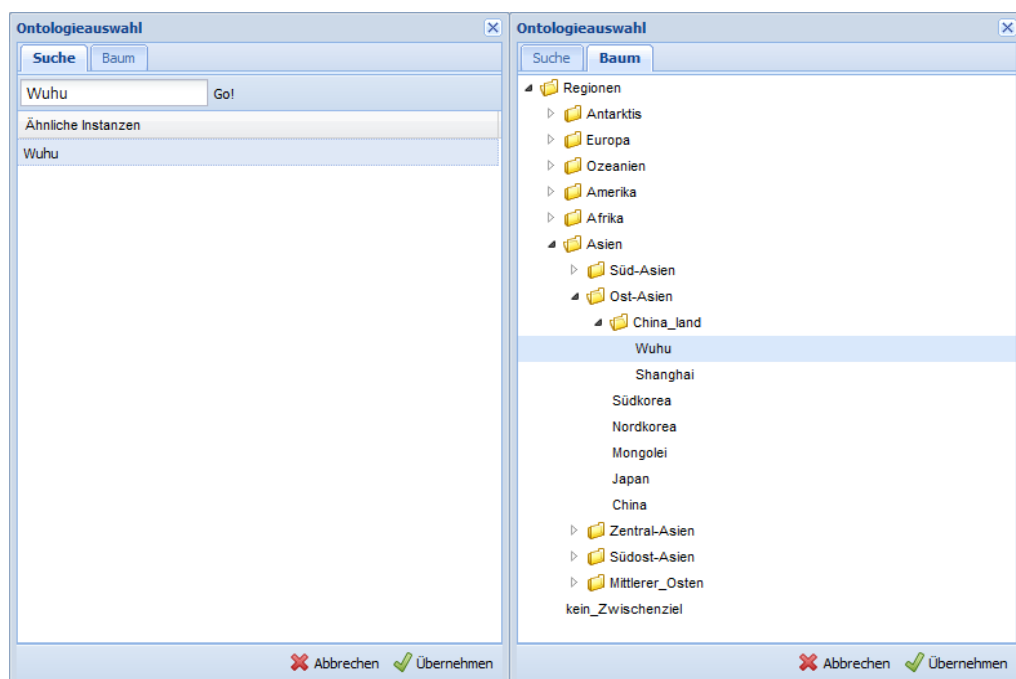 Ontologieauswahl
Suche Baum
Wuhu Go!
Ähnliche Instanzen
Wuhu
Abbrechen Übernehmen
Ontologieauswahl
Suche Baum
Regionen
Antarktis
Europa
Ozeanien
Amerika
Afrika
Asien
Süd-Asien
Ost-Asien
China_land
Wuhu
Shanghai
Südkorea
Nordkorea
Mongolei
Japan
China
Zentral-Asien
Südost-Asien
Mittlerer_Osten
kein_Zwischenziel
Abbrechen Übernehmen